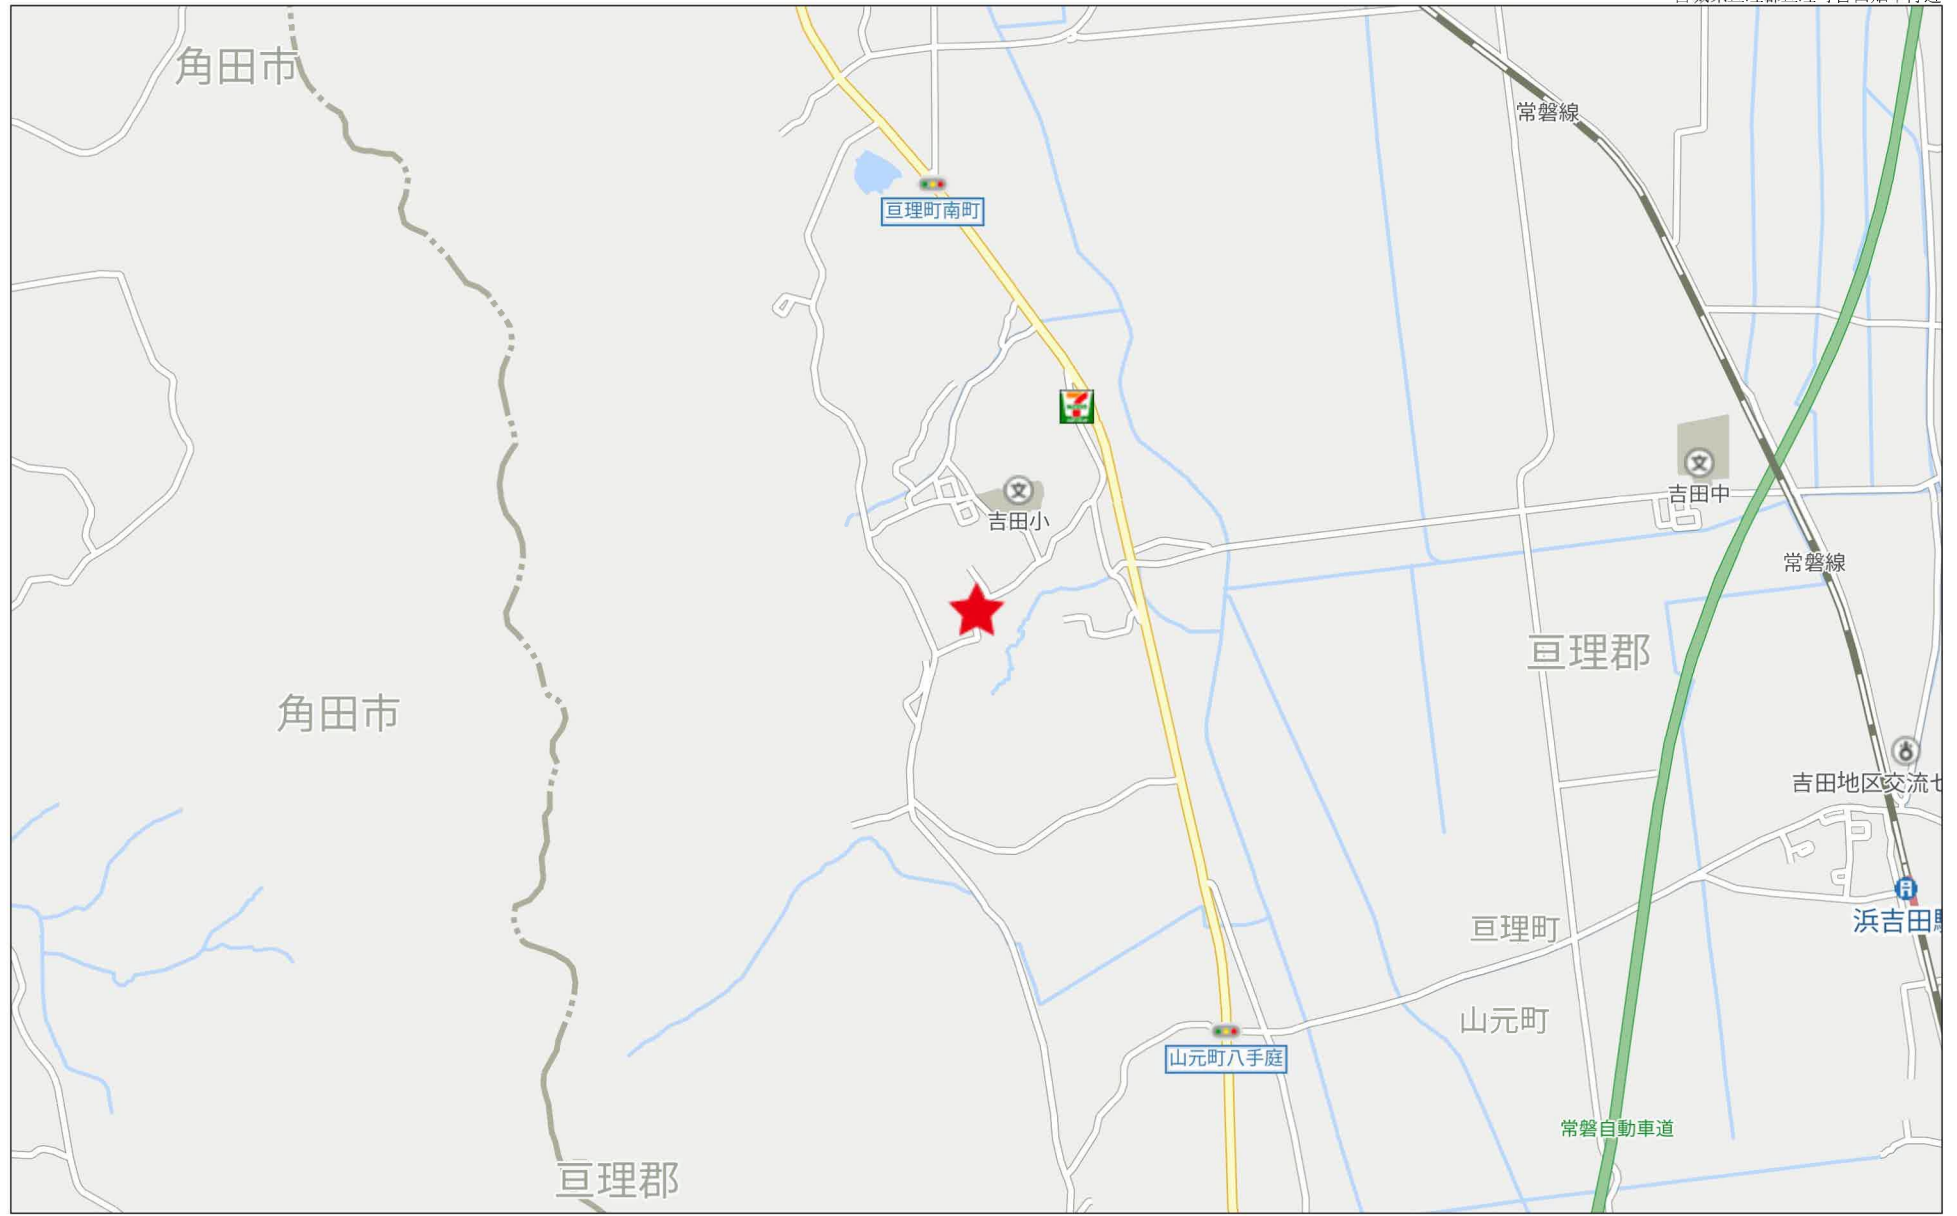 角田市
常磐線
亘理町南町
吉田小
吉田中
常磐線
亘理郡
角田市
吉田地区交流セ
浜吉田駅
亘理町
山元町
山元町八手庭
常磐自動車道
亘理郡